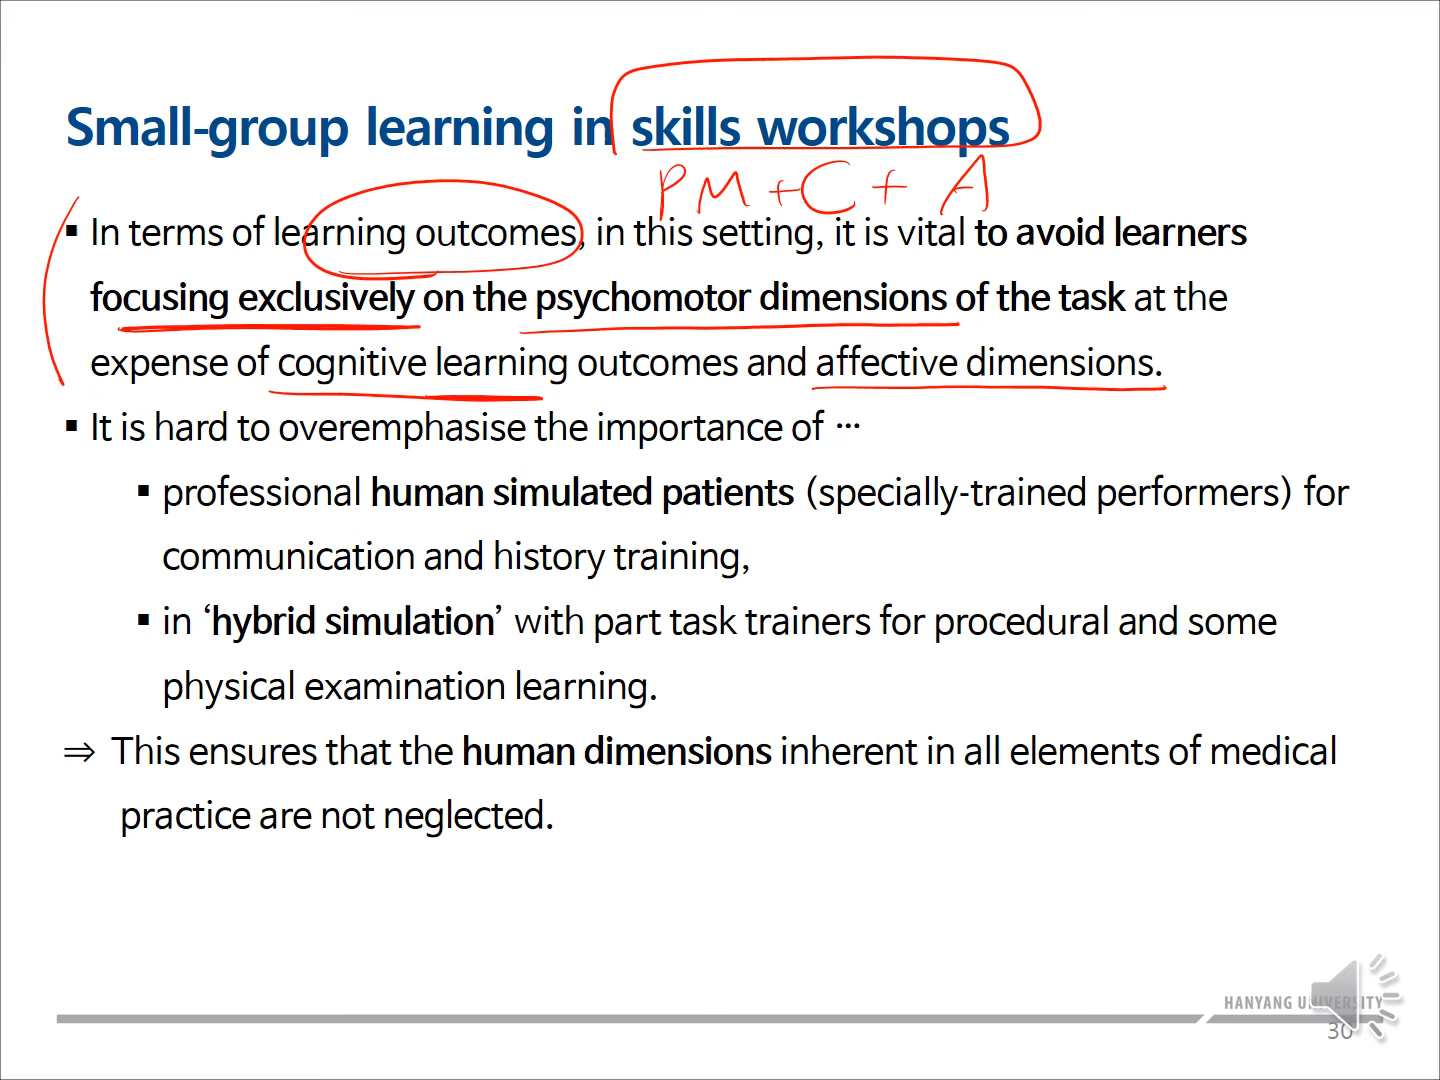 Small-group learning in skills workshops
PM + C + A
▪ In terms of learning outcomes, in this setting, it is vital to avoid learners
focusing exclusively on the psychomotor dimensions of the task at the
expense of cognitive learning outcomes and affective dimensions.
▪ It is hard to overemphasise the importance of ⋯
▪ professional human simulated patients (specially-trained performers) for
communication and history training,
▪ in ‘hybrid simulation’ with part task trainers for procedural and some
physical examination learning.
⇒ This ensures that the human dimensions inherent in all elements of medical
practice are not neglected.
HANYANG UNIVERSITY
30